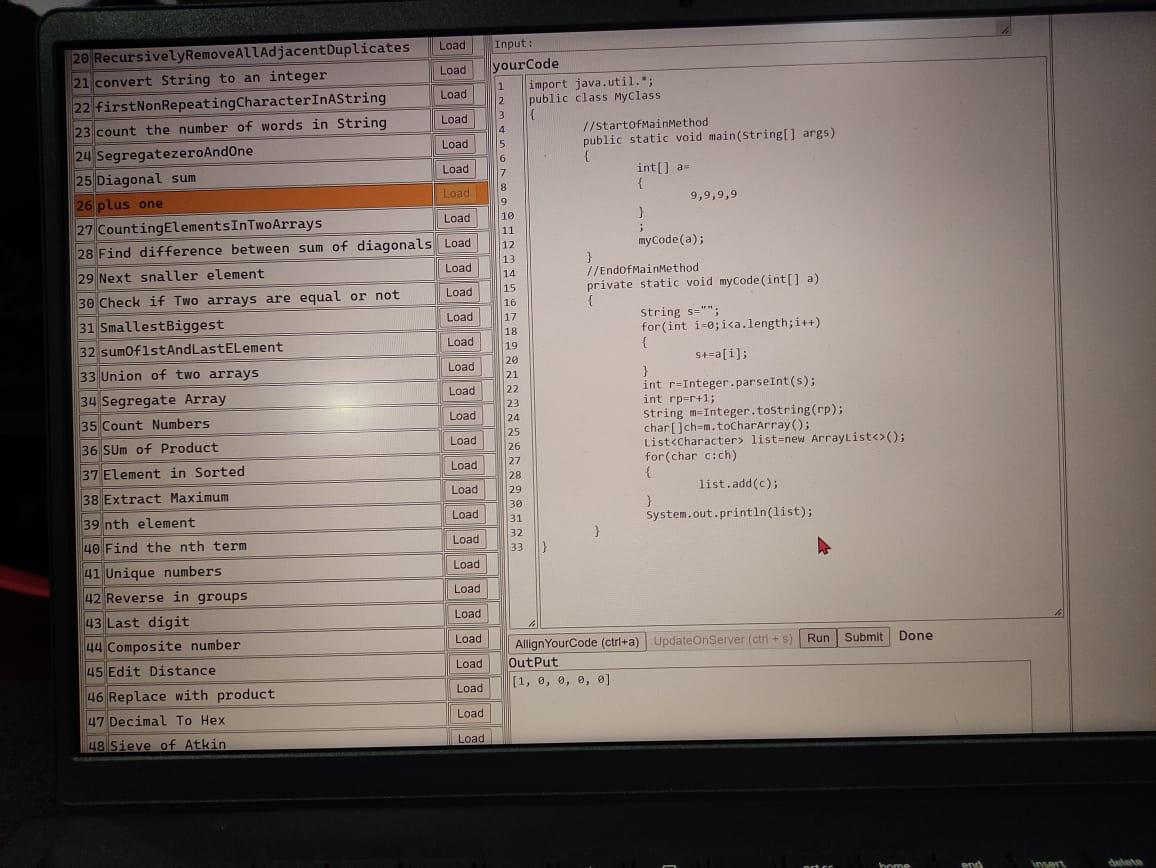 20 RecursivelyRemoveAllAdjacentDuplicates Load
21 convert String to an integer Load
22 firstNonRepeatingCharacterInAString Load
23 count the number of words in String Load
24 SegregatezeroAndOne Load
25 Diagonal sum Load
26 plus one Load
27 CountingElementsInTwoArrays Load
28 Find difference between sum of diagonals Load
29 Next snaller element Load
30 Check if Two arrays are equal or not Load
31 SmallestBiggest Load
32 sumOf1stAndLastELement Load
33 Union of two arrays Load
34 Segregate Array Load
35 Count Numbers Load
36 SUm of Product Load
37 Element in Sorted Load
38 Extract Maximum Load
39 nth element Load
40 Find the nth term Load
41 Unique numbers Load
42 Reverse in groups Load
43 Last digit Load
44 Composite number Load
45 Edit Distance Load
46 Replace with product Load
47 Decimal To Hex Load
48 Sieve of Atkin Load
Input:
yourCode
1 import java.util.*;
2 public class MyClass
3 {
4 //StartOfMainMethod
5 public static void main(String[] args)
6 {
7 int[] a=
8 {
9 9,9,9,9
10 }
11 ;
12 myCode(a);
13 }
14 //EndOfMainMethod
15 private static void myCode(int[] a)
16 {
17 String s="";
18 for(int i=0;i<a.length;i++)
19 {
20 s+=a[i];
21 }
22 int r=Integer.parseInt(s);
23 int rp=r+1;
24 String m=Integer.toString(rp);
25 char[]ch=m.toCharArray();
26 List<Character> list=new ArrayList<>();
27 for(char c:ch)
28 {
29 list.add(c);
30 }
31 System.out.println(list);
32 }
33 }
AllignYourCode (ctrl+a) UpdateOnServer (ctrl + s) Run Submit Done
OutPut
[1, 0, 0, 0, 0]
home end insert delete